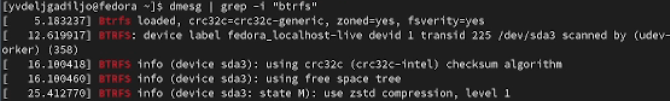 [yvdeljgadiljo@fedora ~]$ dmesg | grep -i "btrfs"
[    5.183237] Btrfs loaded, crc32c=crc32c-generic, zoned=yes, fsverity=yes
[   12.619917] BTRFS: device label fedora_localhost-live devid 1 transid 225 /dev/sda3 scanned by (udev-
orker) (358)
[   16.190418] BTRFS info (device sda3): using crc32c (crc32c-intel) checksum algorithm
[   16.190460] BTRFS info (device sda3): using free space tree
[   25.412770] BTRFS info (device sda3: state M): use zstd compression, level 1